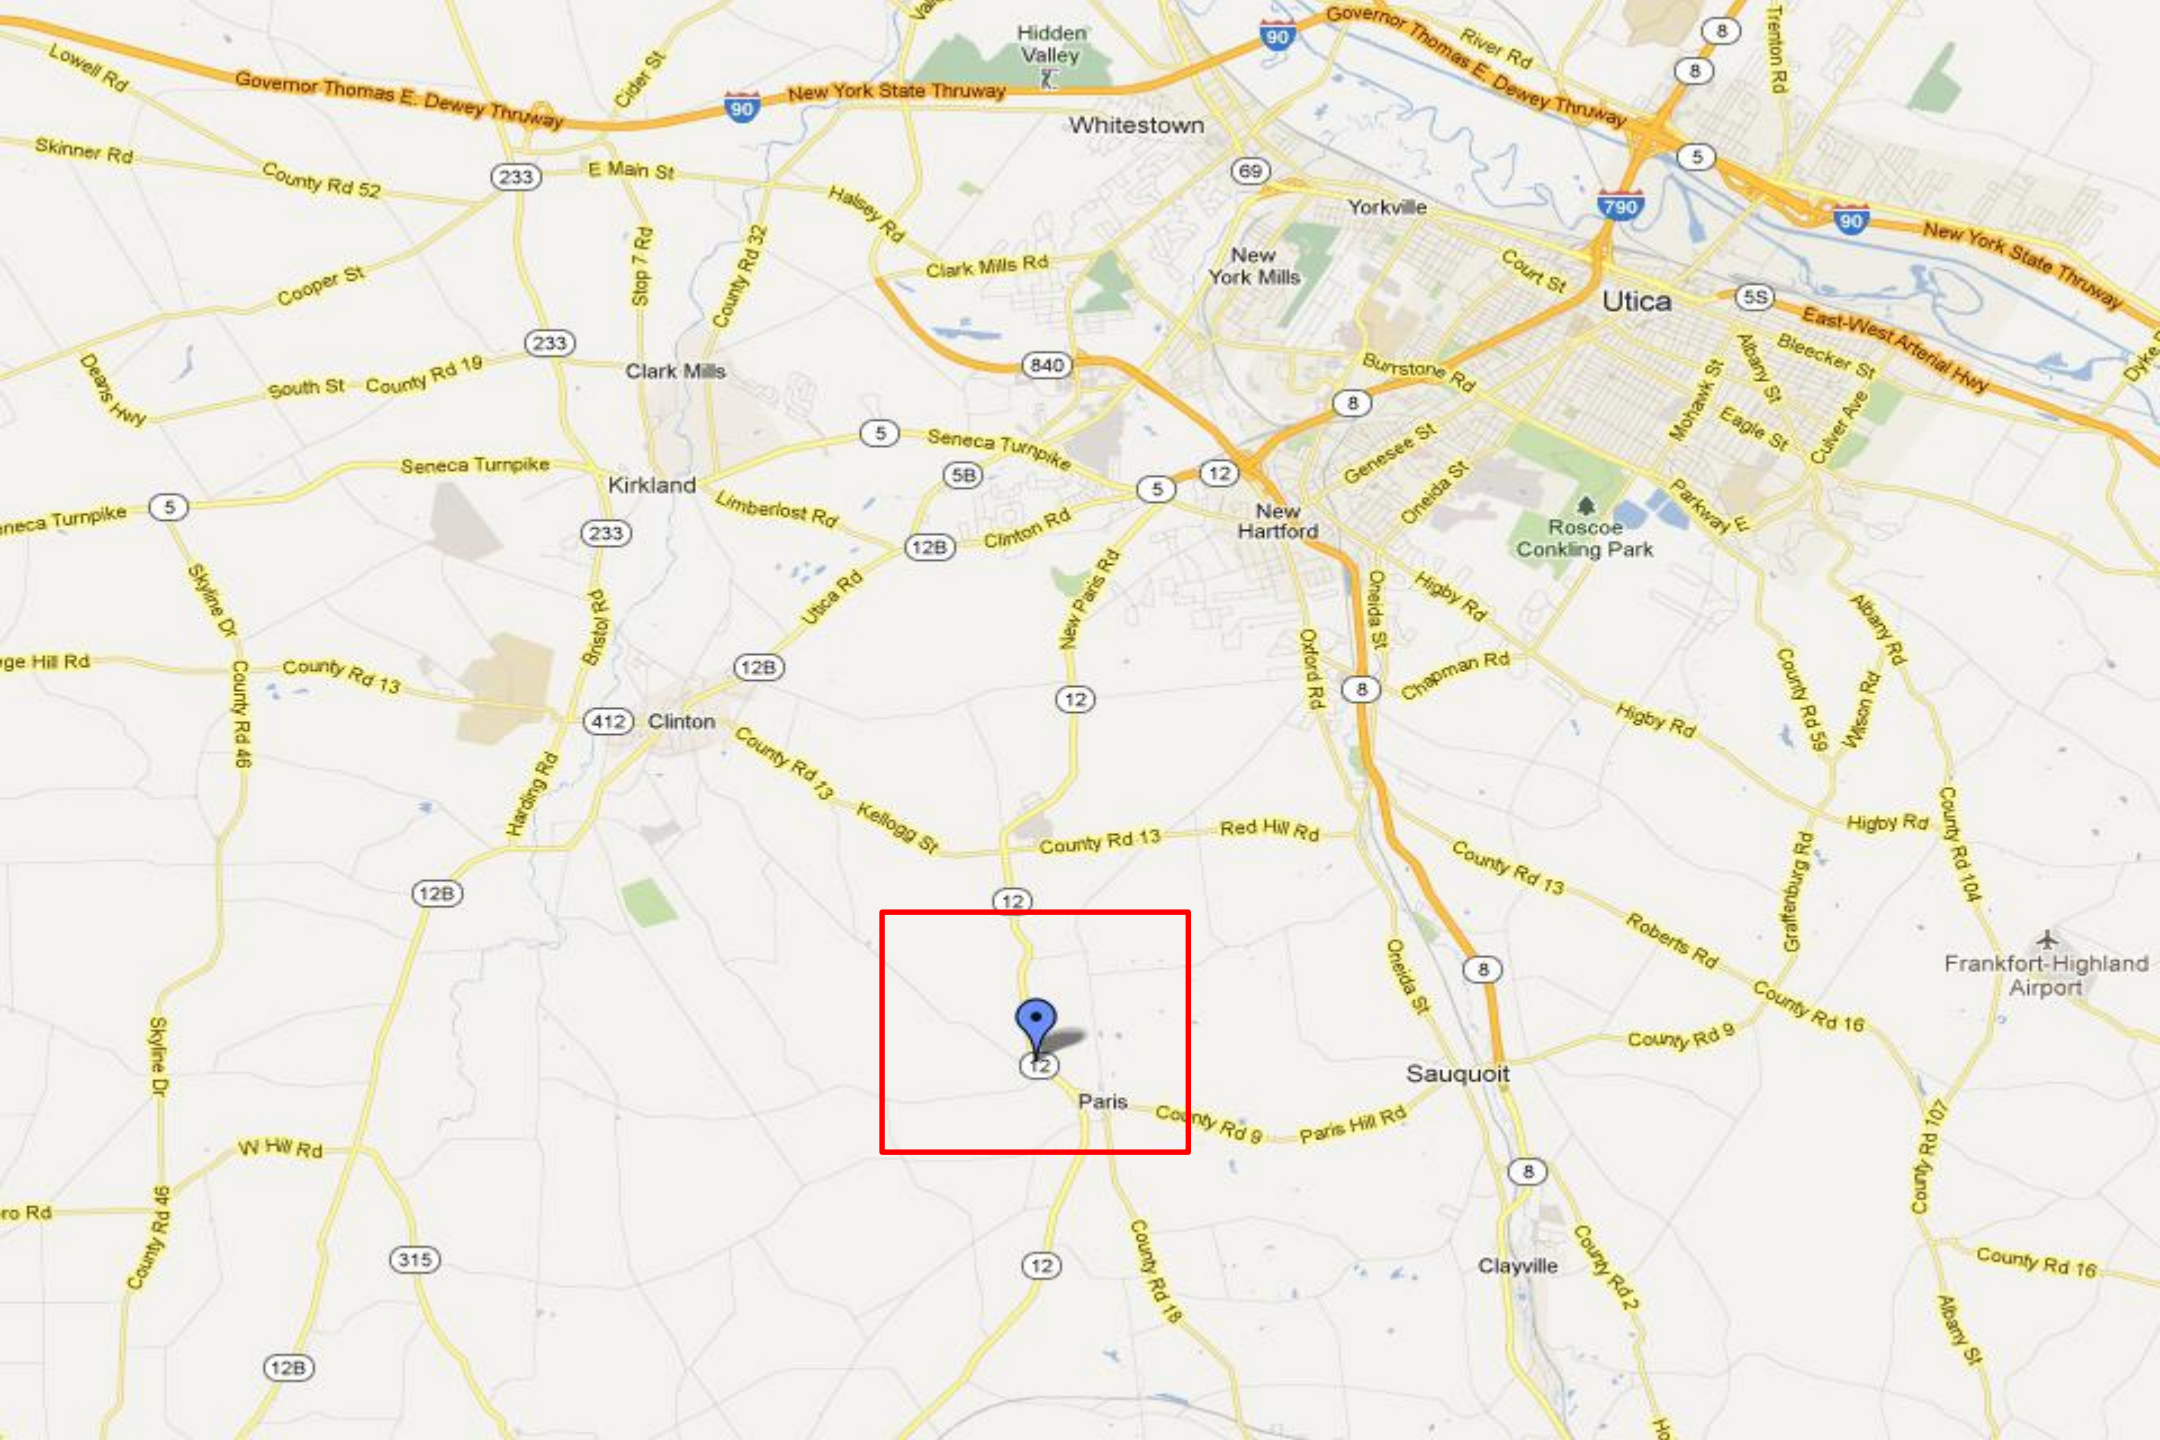 Hidden
Valley
Governor Thomas E. Dewey Thruway
8
River Rd
Trenton Rd
90
Lowell Rd
Cider St
8
Governor Thomas E. Dewey Thruway
90
New York State Thruway
Whitestown
Skinner Rd
County Rd 52
233
E Main St
69
5
Halsey Rd
Yorkville
790
90
New York State Thruway
Stop 7 Rd
County Rd 32
Clark Mills Rd
New
York Mills
Court St
Cooper St
Utica
5S
East-West Arterial Hwy
233
Deans Hwy
South St
County Rd 19
Clark Mills
840
Burrstone Rd
Mohawk St
Albany St
Bleecker St
8
Eagle St
Culver Ave
5
Seneca Turnpike
Genesee St
Seneca Turnpike
5B
12
Oneida St
Kirkland
5
Limberlost Rd
Parkway E
5
New
Hartford
Roscoe
Conkling Park
233
12B
Clinton Rd
Skyline Dr
Utica Rd
New Paris Rd
Oneida St
Higby Rd
Albany Rd
Bristol Rd
County Rd 13
12B
Oxford Rd
Chapman Rd
County Rd 46
12
8
County Rd 59
Wilson Rd
412
Clinton
Higby Rd
County Rd 13
Harding Rd
Kellogg St
County Rd 13
Red Hill Rd
Higby Rd
County Rd 104
County Rd 13
Graffenburg Rd
12B
12
Roberts Rd
Oneida St
8
Frankfort-Highland
Airport
County Rd 16
Skyline Dr
County Rd 9
12
Sauquoit
Paris
County Rd 9
Paris Hill Rd
W Hill Rd
County Rd 107
8
County Rd 46
315
12
County Rd 18
Clayville
County Rd 2
County Rd 16
12B
Albany St